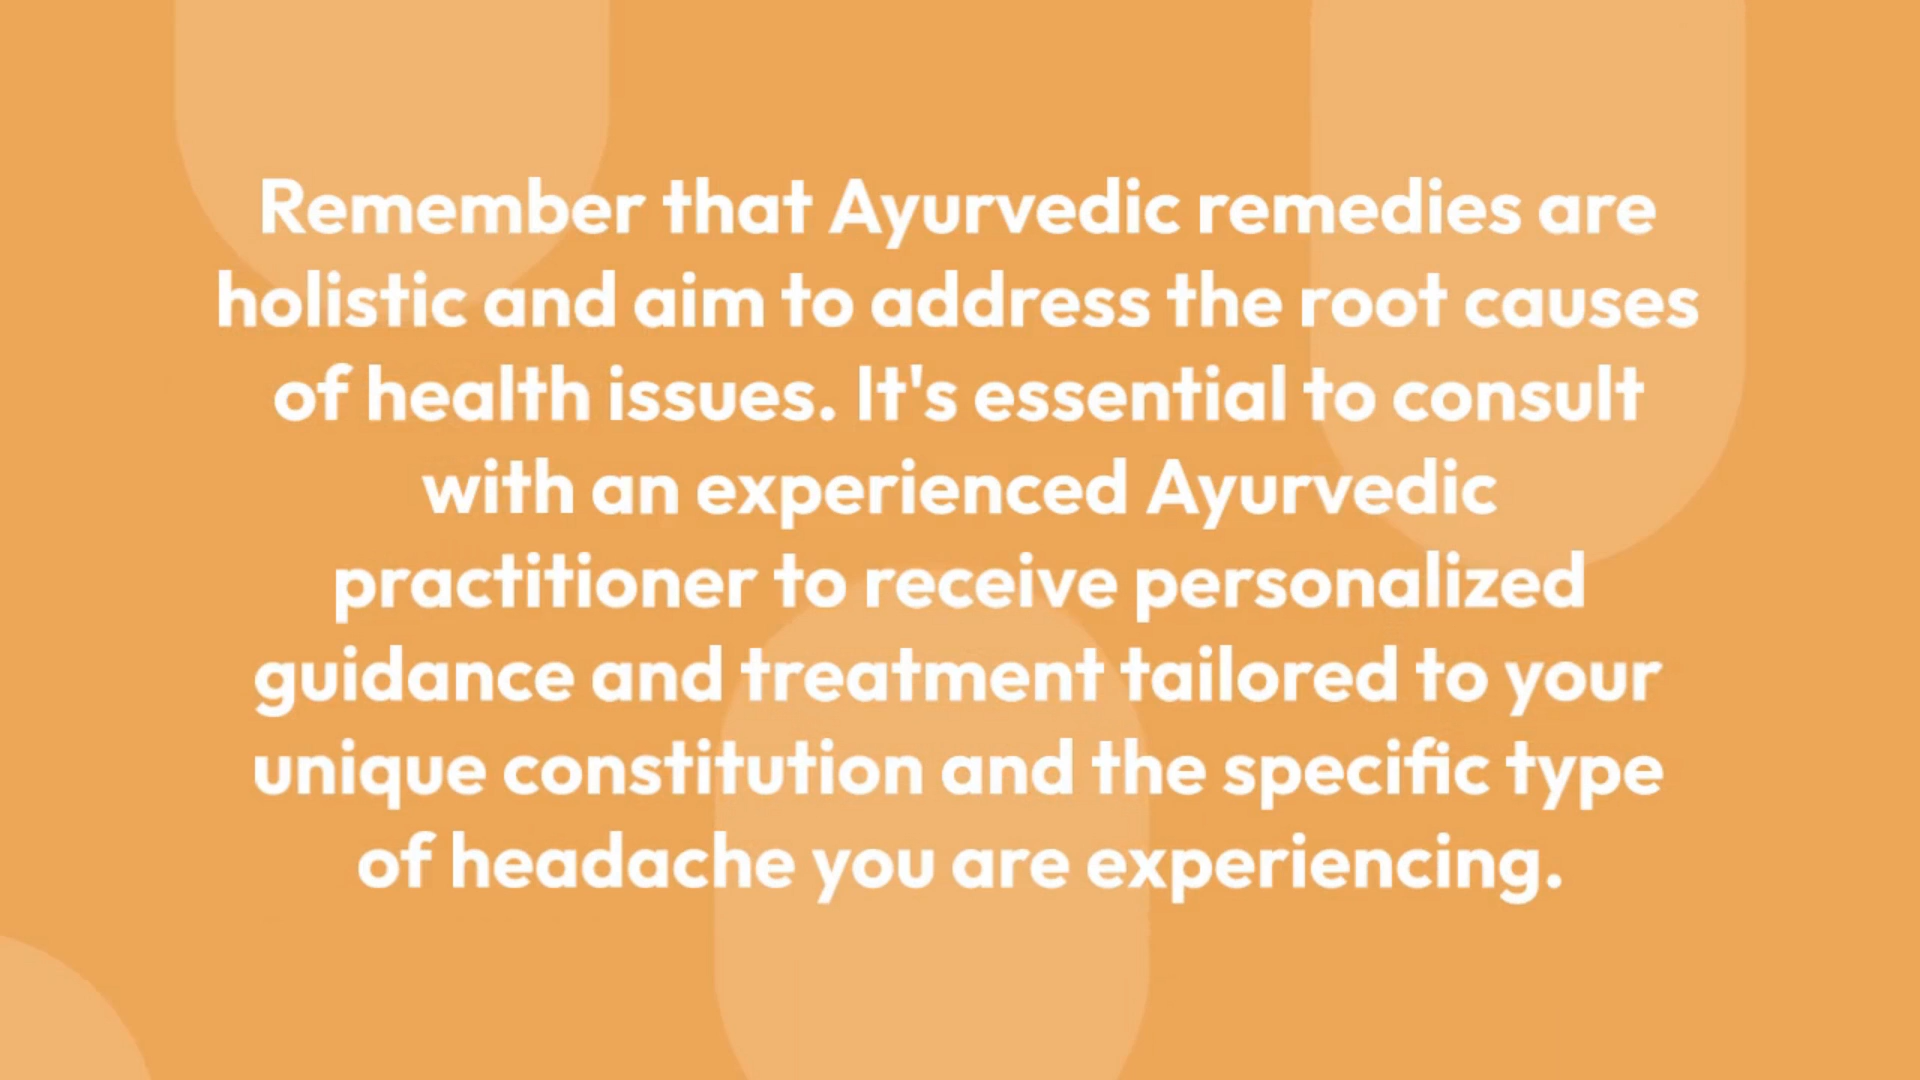 Remember that Ayurvedic remedies are
holistic and aim to address the root causes
of health issues. It's essential to consult
with an experienced Ayurvedic
practitioner to receive personalized
guidance and treatment tailored to your
unique constitution and the specific type
of headache you are experiencing.